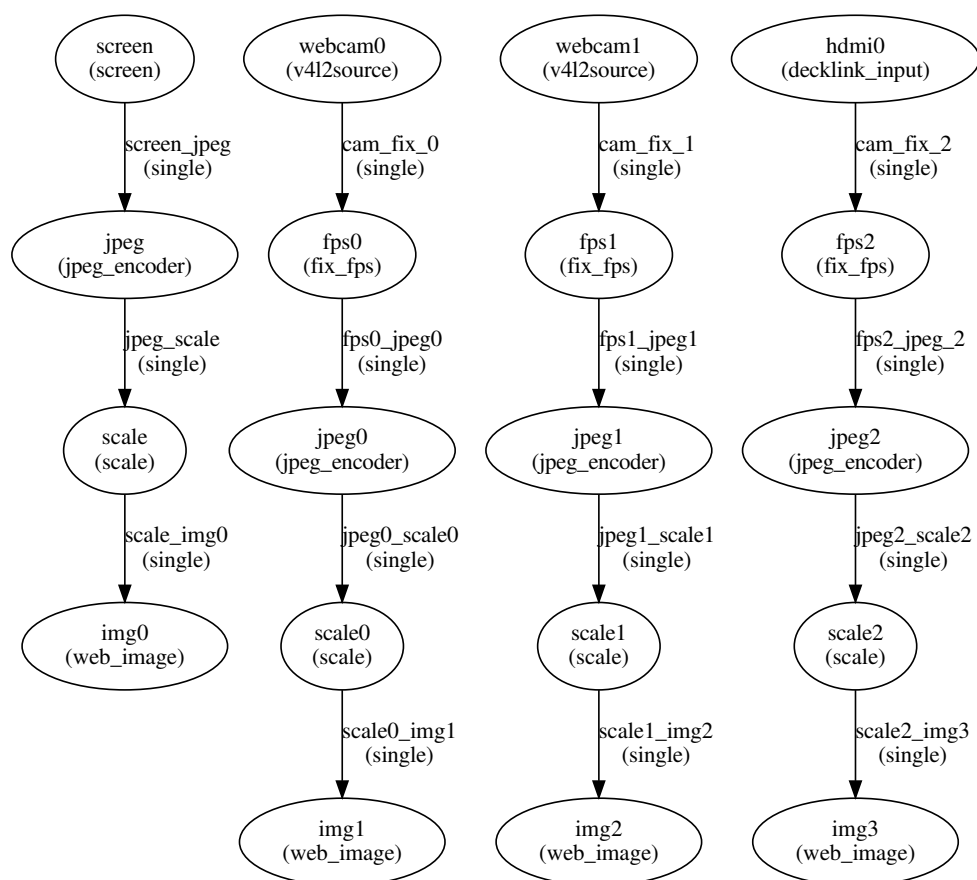 screen
(screen)
webcam0
(v4l2source)
webcam1
(v4l2source)
hdmi0
(decklink_input)
screen_jpeg
(single)
cam_fix_0
(single)
cam_fix_1
(single)
cam_fix_2
(single)
jpeg
(jpeg_encoder)
fps0
(fix_fps)
fps1
(fix_fps)
fps2
(fix_fps)
jpeg_scale
(single)
fps0_jpeg0
(single)
fps1_jpeg1
(single)
fps2_jpeg_2
(single)
scale
(scale)
jpeg0
(jpeg_encoder)
jpeg1
(jpeg_encoder)
jpeg2
(jpeg_encoder)
scale_img0
(single)
jpeg0_scale0
(single)
jpeg1_scale1
(single)
jpeg2_scale2
(single)
img0
(web_image)
scale0
(scale)
scale1
(scale)
scale2
(scale)
scale0_img1
(single)
scale1_img2
(single)
scale2_img3
(single)
img1
(web_image)
img2
(web_image)
img3
(web_image)